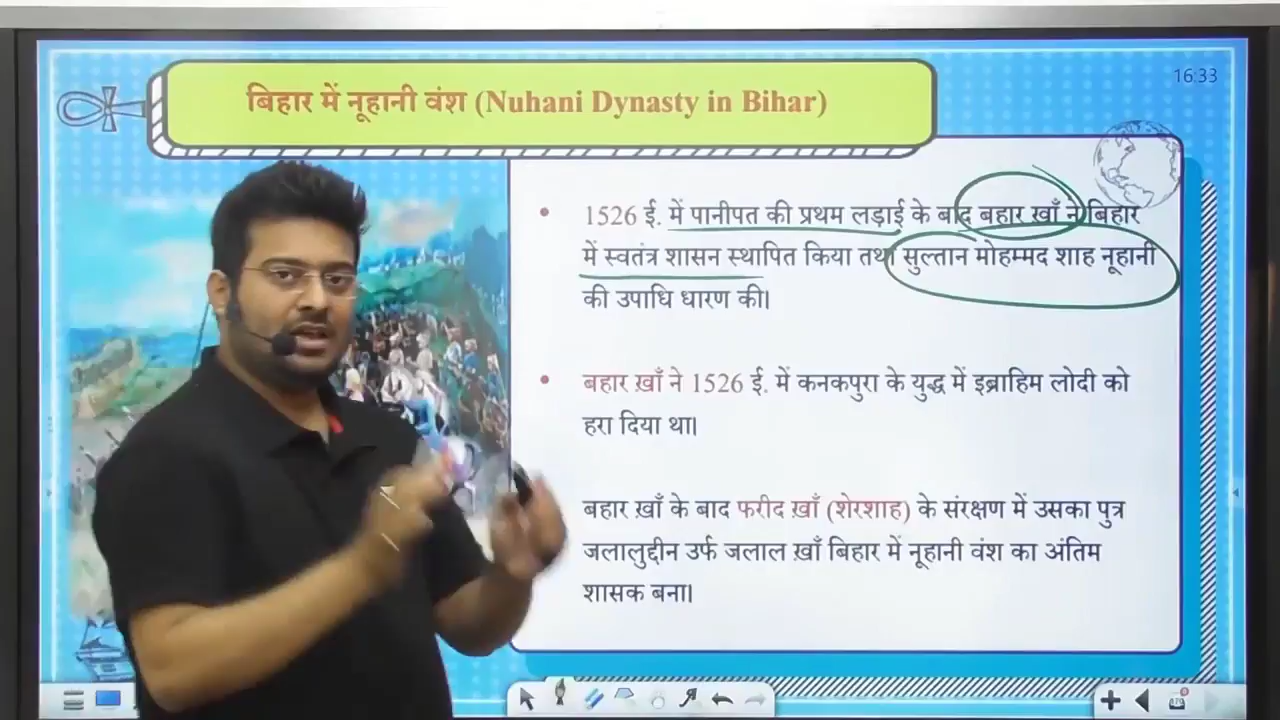 16:33
बिहार में नूहानी वंश (Nuhani Dynasty in Bihar)
1526 ई. में पानीपत की प्रथम लड़ाई के बाद बहार खाँ ने बिहार
में स्वतंत्र शासन स्थापित किया तथा सुल्तान मोहम्मद शाह नूहानी
की उपाधि धारण की।
बहार ख़ाँ ने 1526 ई. में कनकपुरा के युद्ध में इब्राहिम लोदी को
हरा दिया था।
बहार ख़ाँ के बाद फरीद ख़ाँ (शेरशाह) के संरक्षण में उसका पुत्र
जलालुद्दीन उर्फ जलाल ख़ाँ बिहार में नूहानी वंश का अंतिम
शासक बना।